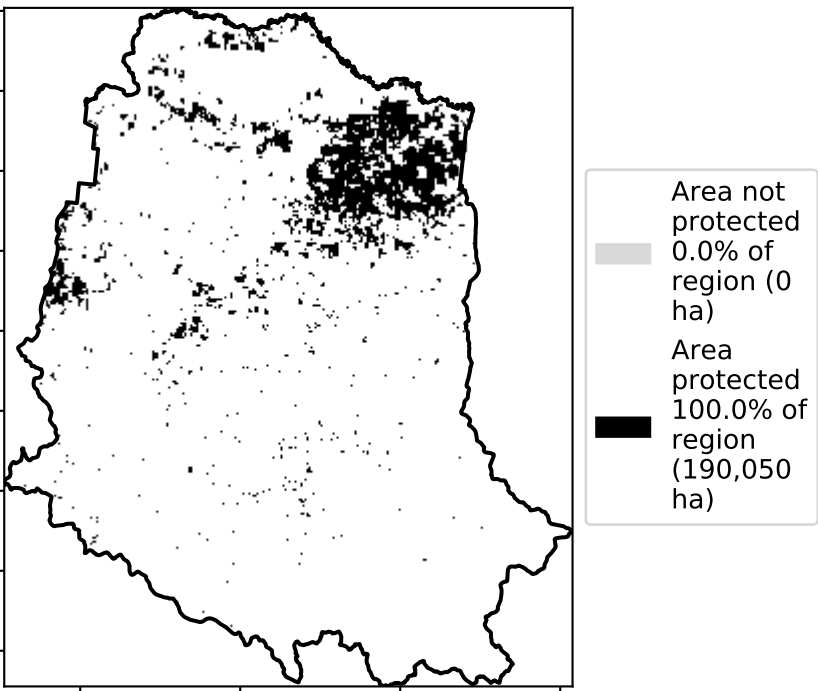 Area not
protected
0.0% of
region (0
ha)
Area
protected
100.0% of
region
(190,050
ha)